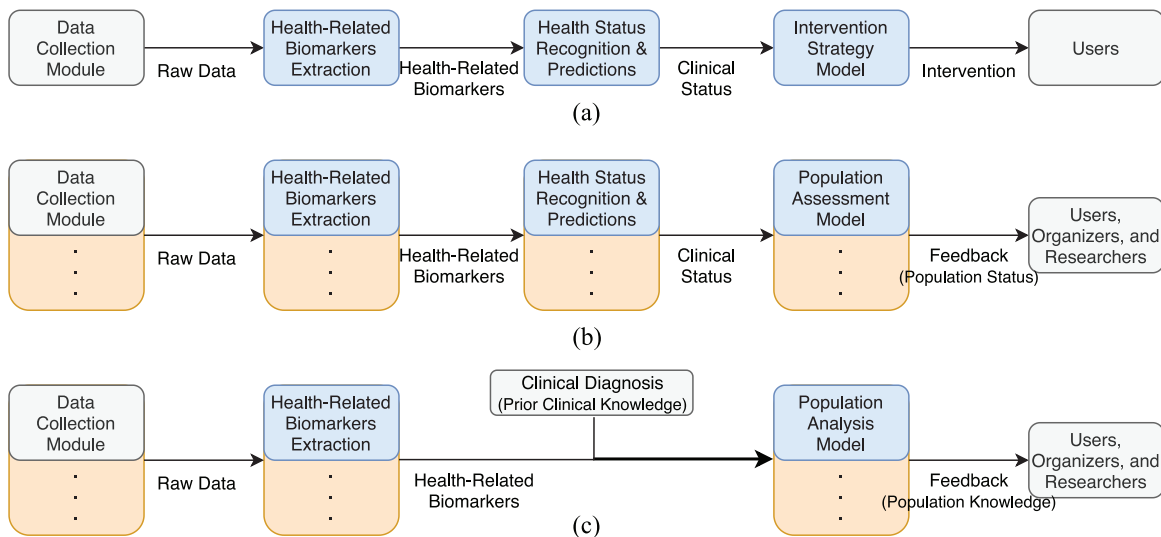 Data
Collection
Module
Raw Data
Health-Related
Biomarkers
Extraction
Health-Related
Biomarkers
Health Status
Recognition &
Predictions
Clinical
Status
Intervention
Strategy
Model
Intervention
Users
(a)
Data
Collection
Module
.
.
.
Raw Data
Health-Related
Biomarkers
Extraction
.
.
.
Health-Related
Biomarkers
Health Status
Recognition &
Predictions
.
.
.
Clinical
Status
Population
Assessment
Model
.
.
.
Feedback
(Population Status)
Users,
Organizers, and
Researchers
(b)
Data
Collection
Module
.
.
.
Raw Data
Health-Related
Biomarkers
Extraction
.
.
.
Health-Related
Biomarkers
Clinical Diagnosis
(Prior Clinical Knowledge)
Population
Analysis
Model
.
.
.
Feedback
(Population Knowledge)
Users,
Organizers, and
Researchers
(c)